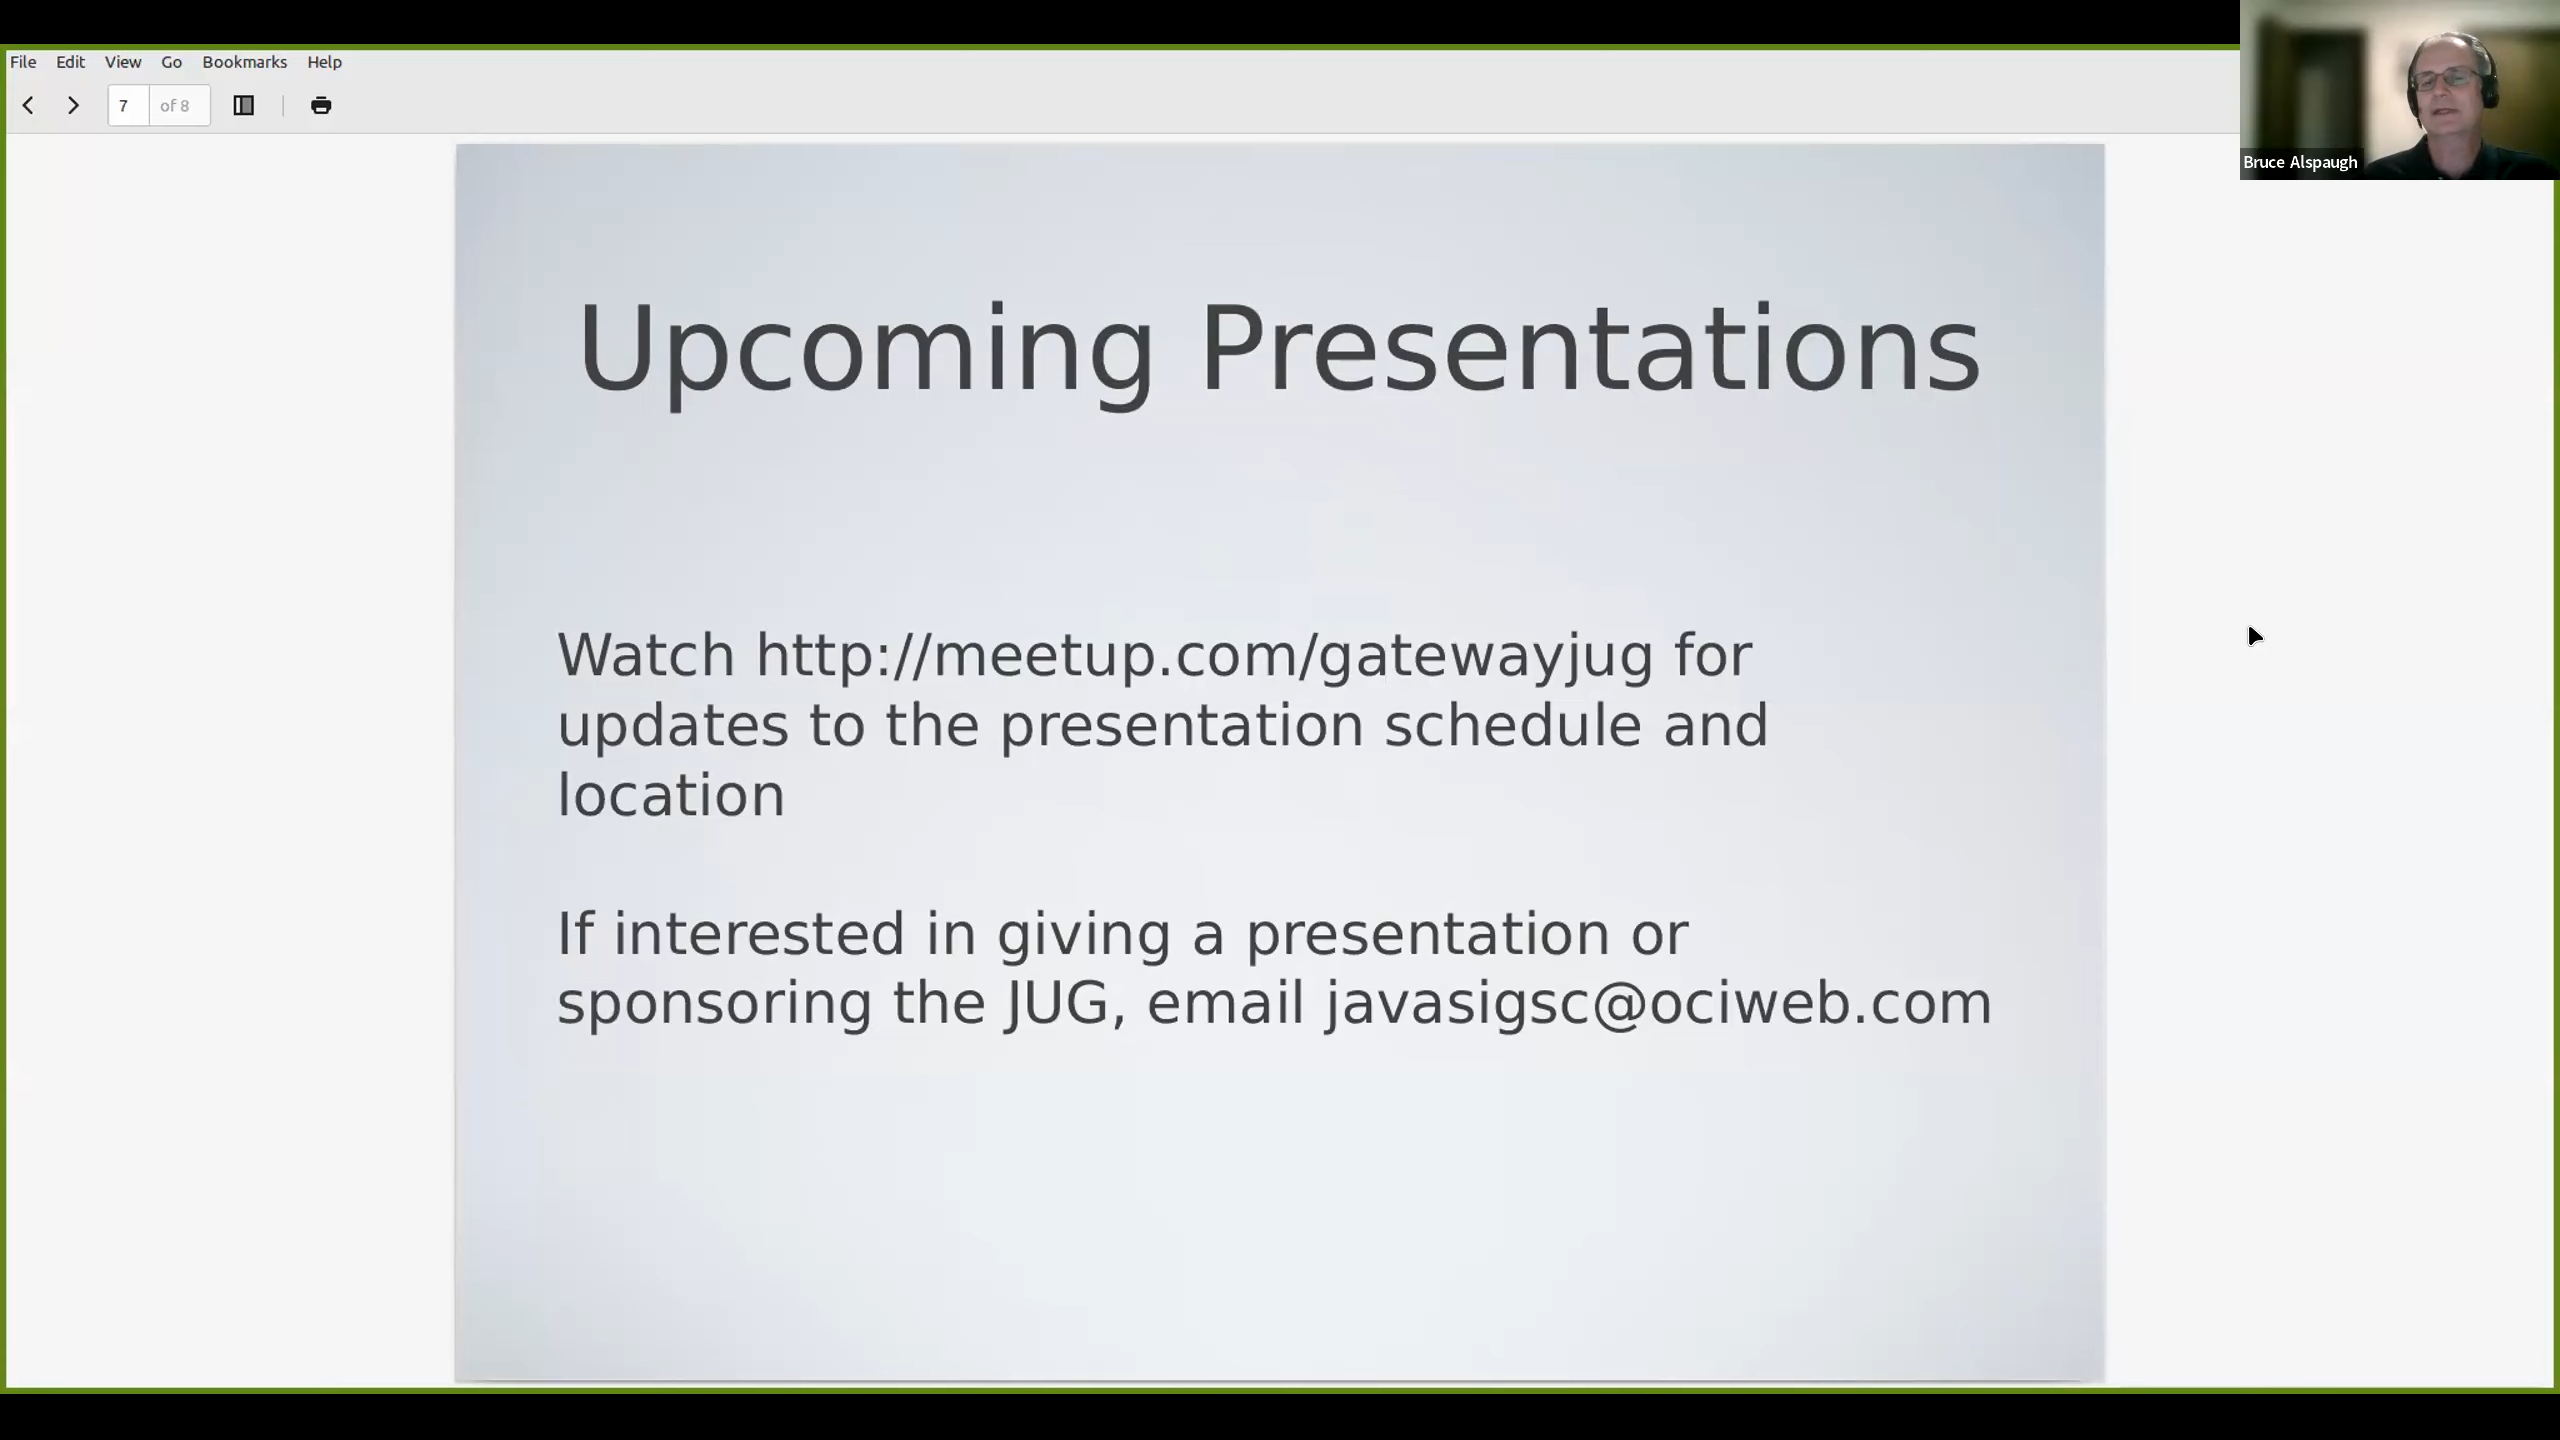 File Edit View Go Bookmarks Help
7 of 8
Bruce Alspaugh
Upcoming Presentations
Watch http://meetup.com/gatewayjug for
updates to the presentation schedule and
location
If interested in giving a presentation or
sponsoring the JUG, email javasigsc@ociweb.com